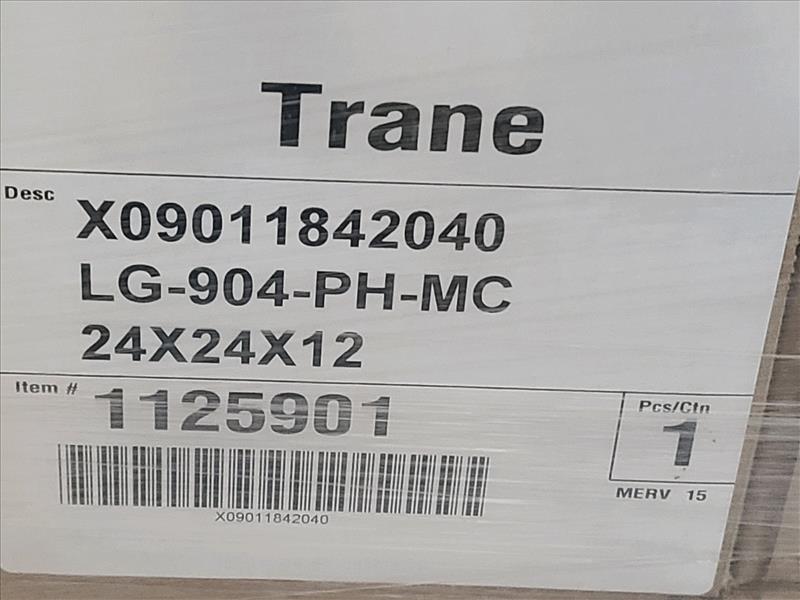 Trane
Desc X09011842040
LG-904-PH-MC
24X24X12
Item # 1125901
Pcs/Ctn
1
MERV 15
X09011842040